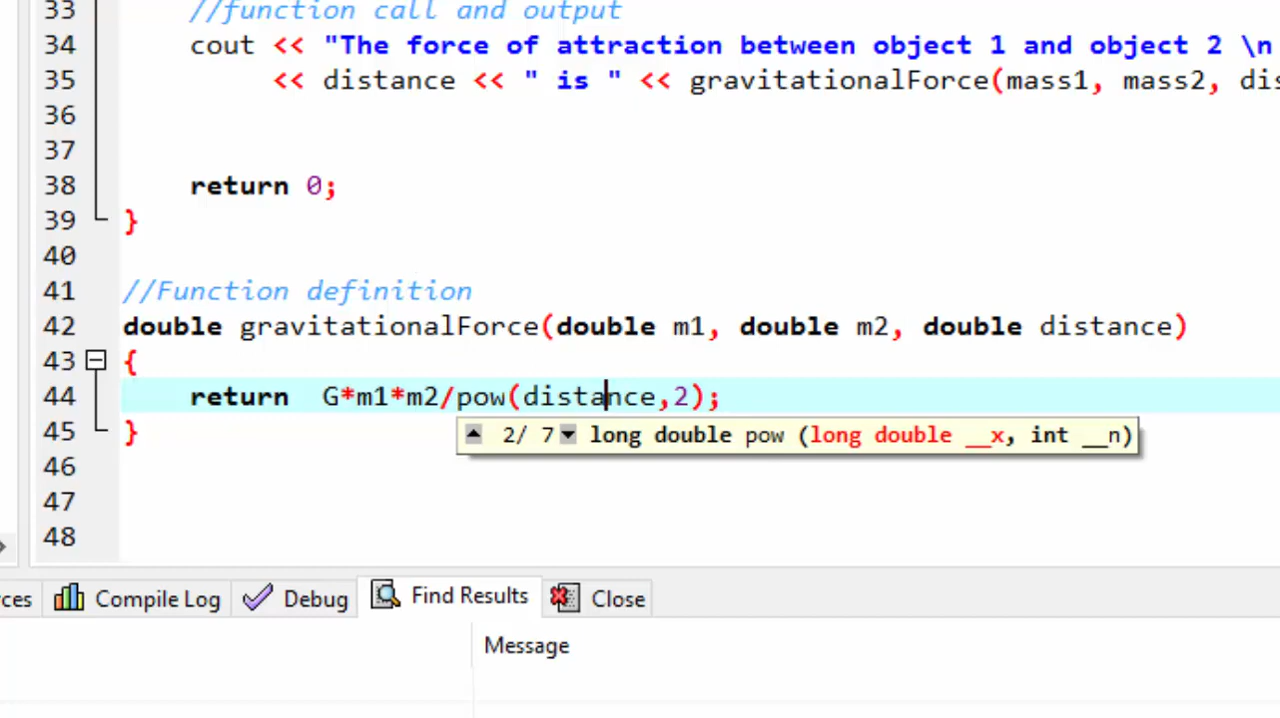 33 //function call and output
34 cout << "The force of attraction between object 1 and object 2 \n
35 << distance << " is " << gravitationalForce(mass1, mass2,
36
37
38 return 0;
39 }
40
41 //Function definition
42 double gravitationalForce(double m1, double m2, double distance)
43 {
44 return G*m1*m2/pow(distance,2);
45 }
2/ 7 long double pow (long double __x, int __n)
46
47
48
Compile Log Debug Find Results Close
Message